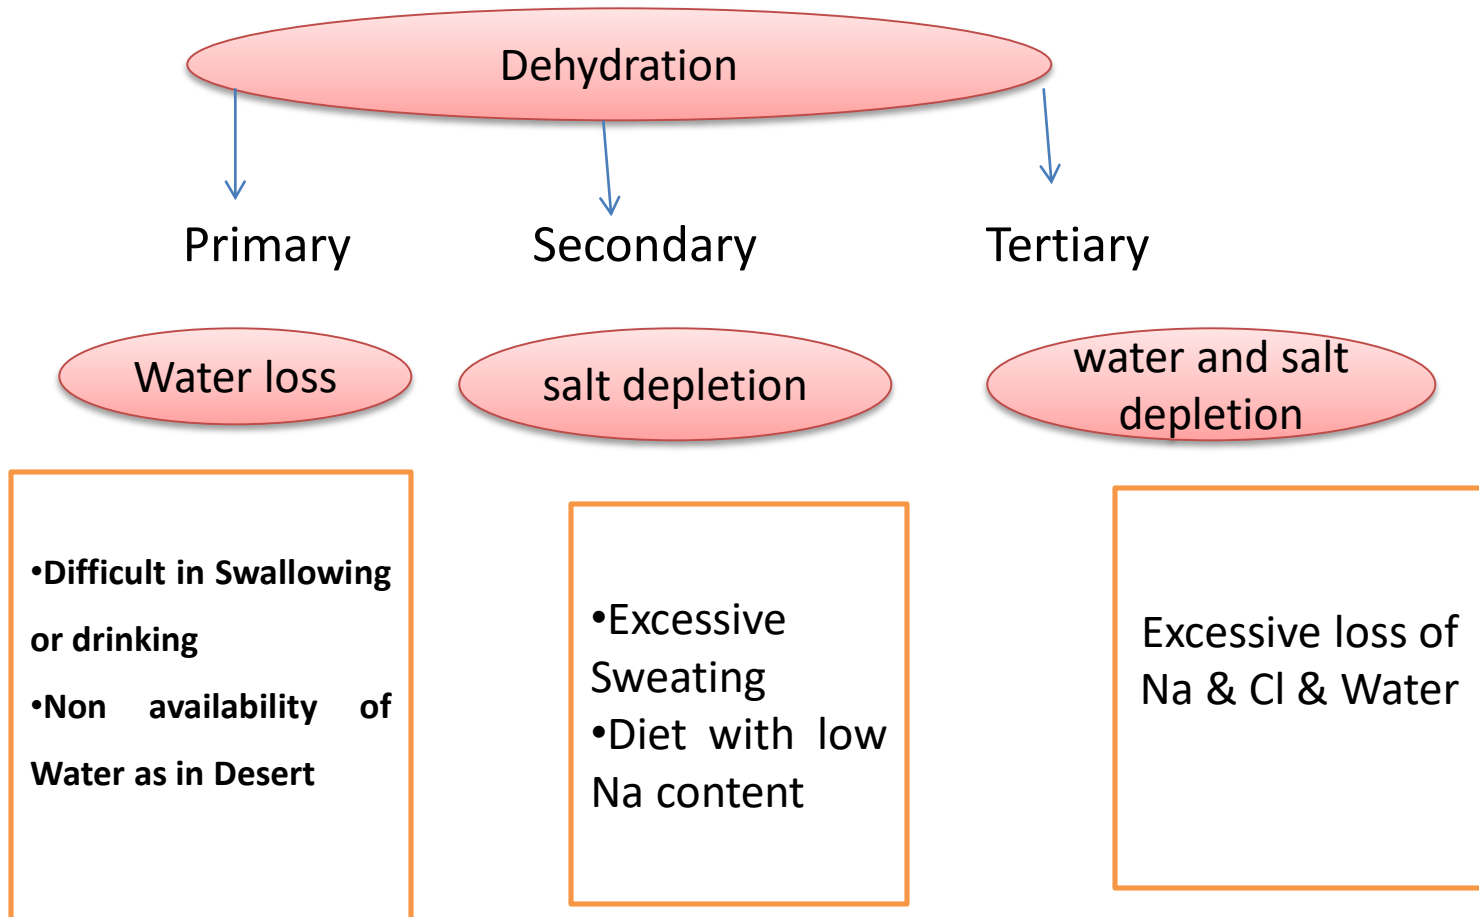 Dehydration
Primary
Secondary
Tertiary
Water loss
salt depletion
water and salt
depletion
•Difficult in Swallowing
or drinking
•Non availability of
Water as in Desert
•Excessive
Sweating
•Diet with low
Na content
Excessive loss of
Na & Cl & Water